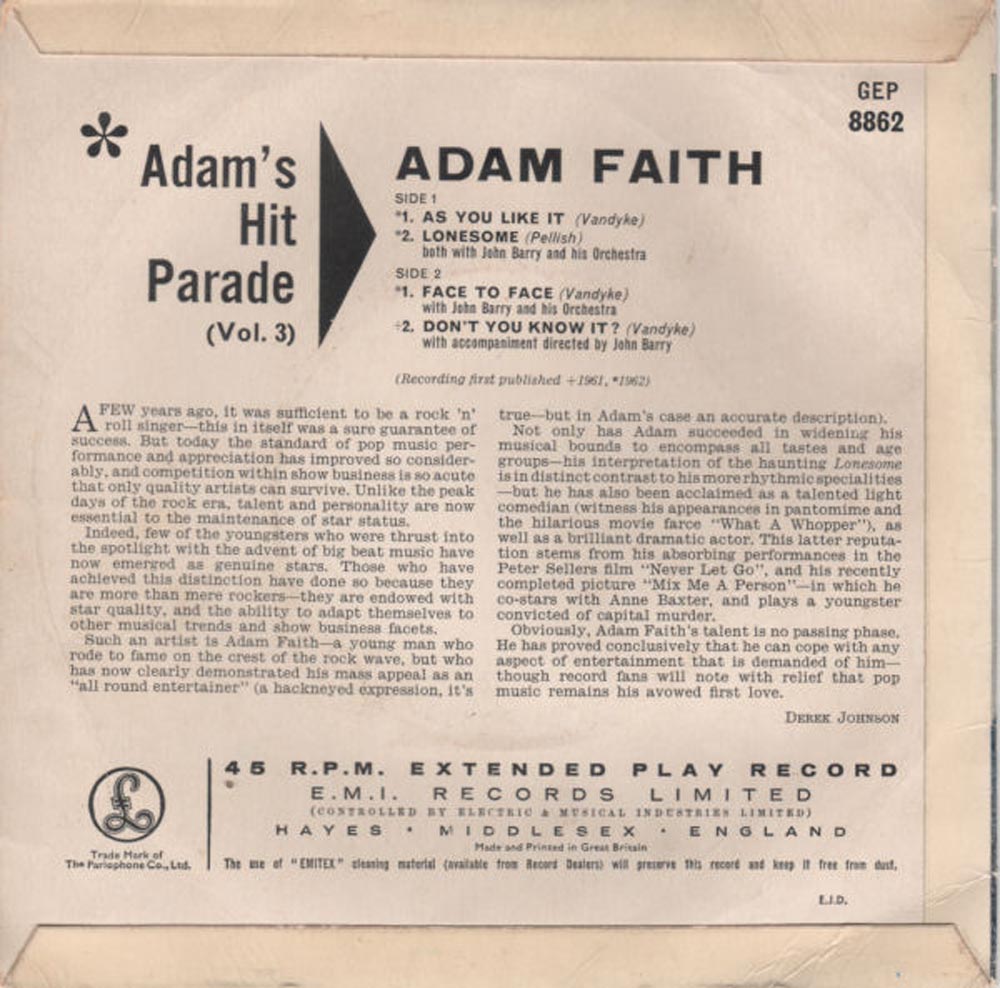 GEP
8862
* Adam's
Hit
Parade
(Vol. 3)
ADAM FAITH
SIDE 1
*1. AS YOU LIKE IT (Vandyke)
*2. LONESOME (Pellish)
both with John Barry and his Orchestra
SIDE 2
*1. FACE TO FACE (Vandyke)
with John Barry and his Orchestra
÷2. DON'T YOU KNOW IT? (Vandyke)
with accompaniment directed by John Barry
(Recording first published ÷1961, *1962)
A FEW years ago, it was sufficient to be a rock 'n'
roll singer—this in itself was a sure guarantee of
success. But today the standard of pop music per-
formance and appreciation has improved so consider-
ably, and competition within show business is so acute
that only quality artists can survive. Unlike the peak
days of the rock era, talent and personality are now
essential to the maintenance of star status.
Indeed, few of the youngsters who were thrust into
the spotlight with the advent of big beat music have
now emerged as genuine stars. Those who have
achieved this distinction have done so because they
are more than mere rockers—they are endowed with
star quality, and the ability to adapt themselves to
other musical trends and show business facets.
Such an artist is Adam Faith—a young man who
rode to fame on the crest of the rock wave, but who
has now clearly demonstrated his mass appeal as an
"all round entertainer" (a hackneyed expression, it's
true—but in Adam's case an accurate description).
Not only has Adam succeeded in widening his
musical bounds to encompass all tastes and age
groups—his interpretation of the haunting Lonesome
is in distinct contrast to his more rhythmic specialities
—but he has also been acclaimed as a talented light
comedian (witness his appearances in pantomime and
the hilarious movie farce "What A Whopper"), as
well as a brilliant dramatic actor. This latter reputa-
tion stems from his absorbing performances in the
Peter Sellers film "Never Let Go", and his recently
completed picture "Mix Me A Person"—in which he
co-stars with Anne Baxter, and plays a youngster
convicted of capital murder.
Obviously, Adam Faith's talent is no passing phase.
He has proved conclusively that he can cope with any
aspect of entertainment that is demanded of him—
though record fans will note with relief that pop
music remains his avowed first love.
DEREK JOHNSON
£
Trade Mark of
The Parlophone Co., Ltd.
45 R.P.M. EXTENDED PLAY RECORD
E.M.I. RECORDS LIMITED
(CONTROLLED BY ELECTRIC & MUSICAL INDUSTRIES LIMITED)
HAYES · MIDDLESEX · ENGLAND
Made and Printed in Great Britain
The use of "EMITEX" cleaning material (available from Record Dealers) will preserve this record and keep it free from dust.
E.J.D.